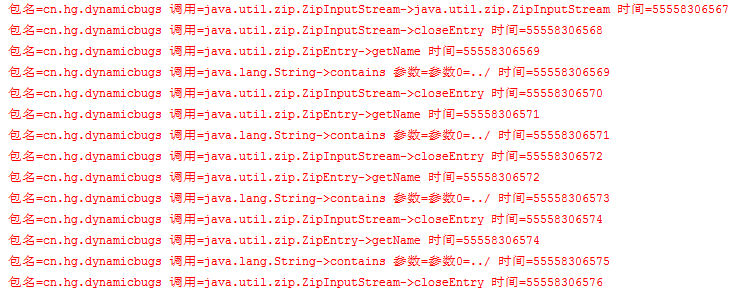 包名=cn.hg.dynamicbugs 调用=java.util.zip.ZipInputStream->java.util.zip.ZipInputStream 时间=55558306567
包名=cn.hg.dynamicbugs 调用=java.util.zip.ZipInputStream->closeEntry 时间=55558306568
包名=cn.hg.dynamicbugs 调用=java.util.zip.ZipEntry->getName 时间=55558306569
包名=cn.hg.dynamicbugs 调用=java.lang.String->contains 参数=参数0=../ 时间=55558306569
包名=cn.hg.dynamicbugs 调用=java.util.zip.ZipInputStream->closeEntry 时间=55558306570
包名=cn.hg.dynamicbugs 调用=java.util.zip.ZipEntry->getName 时间=55558306571
包名=cn.hg.dynamicbugs 调用=java.lang.String->contains 参数=参数0=../ 时间=55558306571
包名=cn.hg.dynamicbugs 调用=java.util.zip.ZipInputStream->closeEntry 时间=55558306572
包名=cn.hg.dynamicbugs 调用=java.util.zip.ZipEntry->getName 时间=55558306572
包名=cn.hg.dynamicbugs 调用=java.lang.String->contains 参数=参数0=../ 时间=55558306573
包名=cn.hg.dynamicbugs 调用=java.util.zip.ZipInputStream->closeEntry 时间=55558306574
包名=cn.hg.dynamicbugs 调用=java.util.zip.ZipEntry->getName 时间=55558306574
包名=cn.hg.dynamicbugs 调用=java.lang.String->contains 参数=参数0=../ 时间=55558306575
包名=cn.hg.dynamicbugs 调用=java.util.zip.ZipInputStream->closeEntry 时间=55558306576